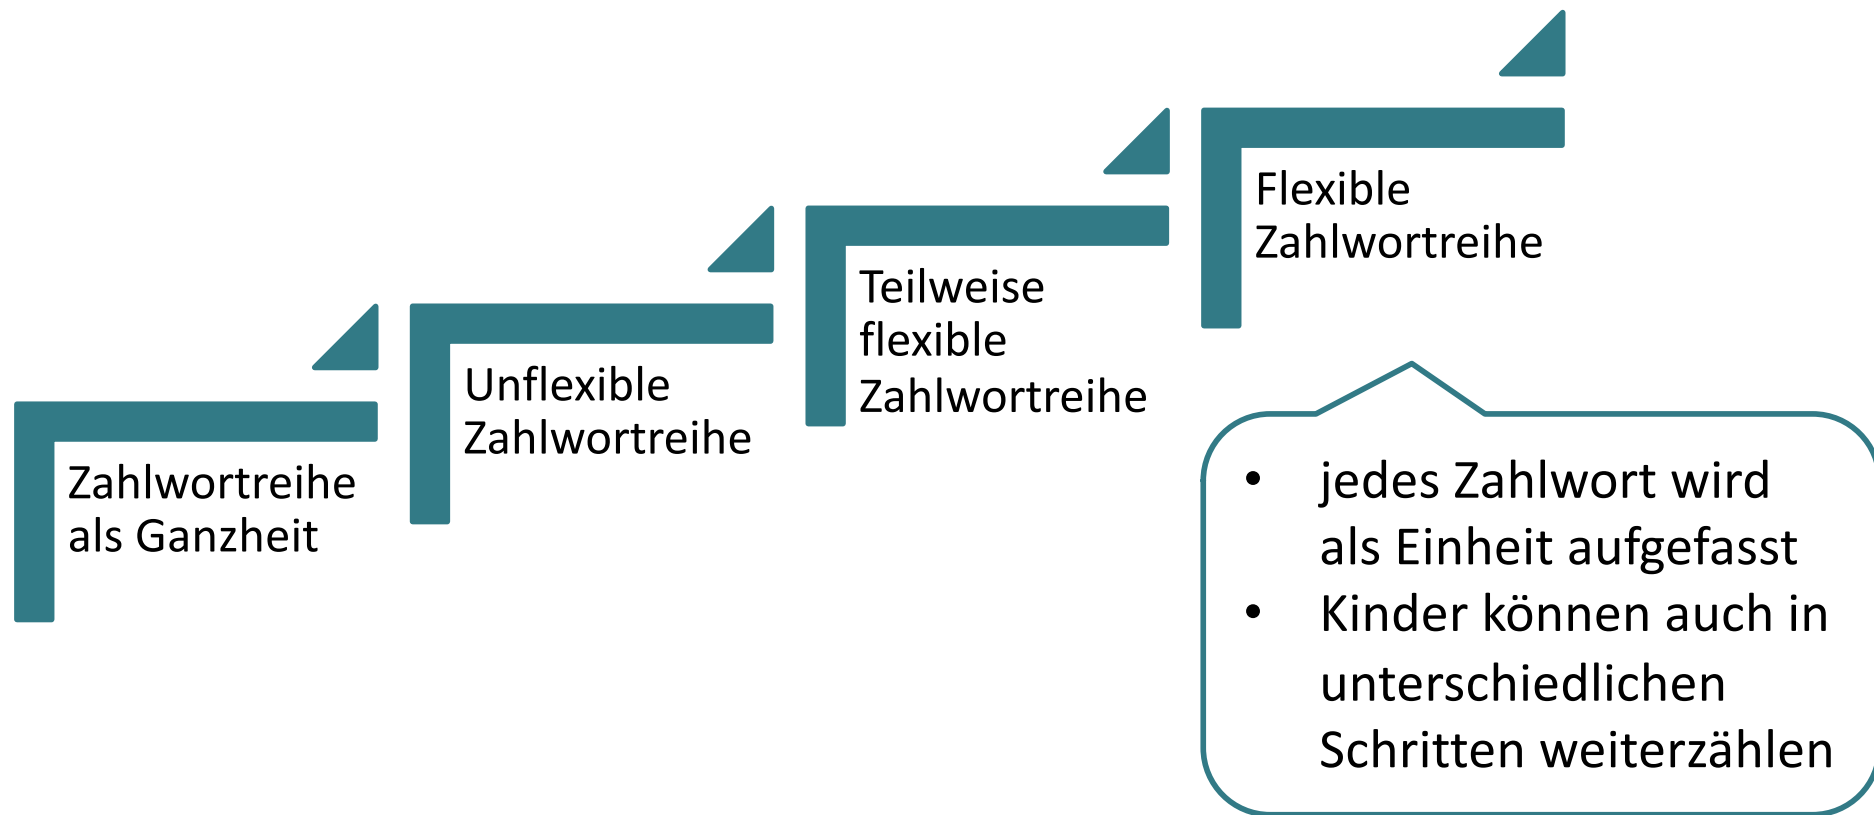 Zahlwortreihe
als Ganzheit
Unflexible
Zahlwortreihe
Teilweise
flexible
Zahlwortreihe
Flexible
Zahlwortreihe
• jedes Zahlwort wird
als Einheit aufgefasst
• Kinder können auch in
unterschiedlichen
Schritten weiterzählen